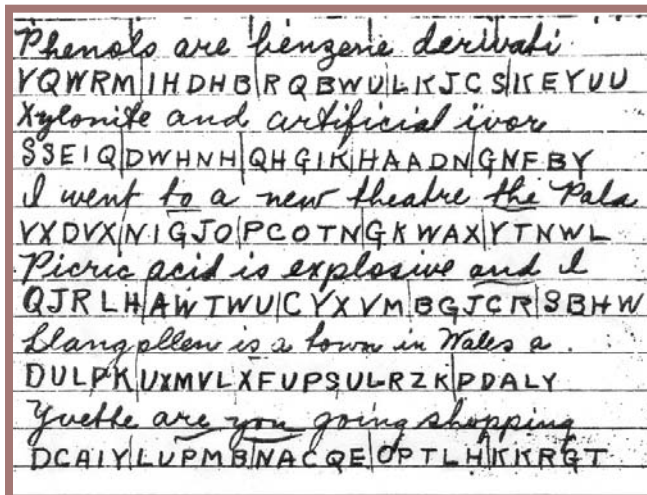 Phenols are benzene derivati
VQWRM|IHDHB|RQBWU|LKJCS|KEYUU
Xylonite and artificial ivor
SSEIQ|DWHNH|QHGIK|HAADN|GNFBY
I went to a new theatre the Pala
VXDVX|NIGJO|PCOTN|GKWAX|YTNWL
Picric acid is explosive and I
QJRLH|AWTWU|CYXVM|BGJCR|SBHW
Llangollen is a town in Wales a.
DULPK|UXMVL|XFUPSULRZK|PDALY
Yvette are you going shopping
DCAIY|LUPMB|NACQE|OPTLH|KKRGT